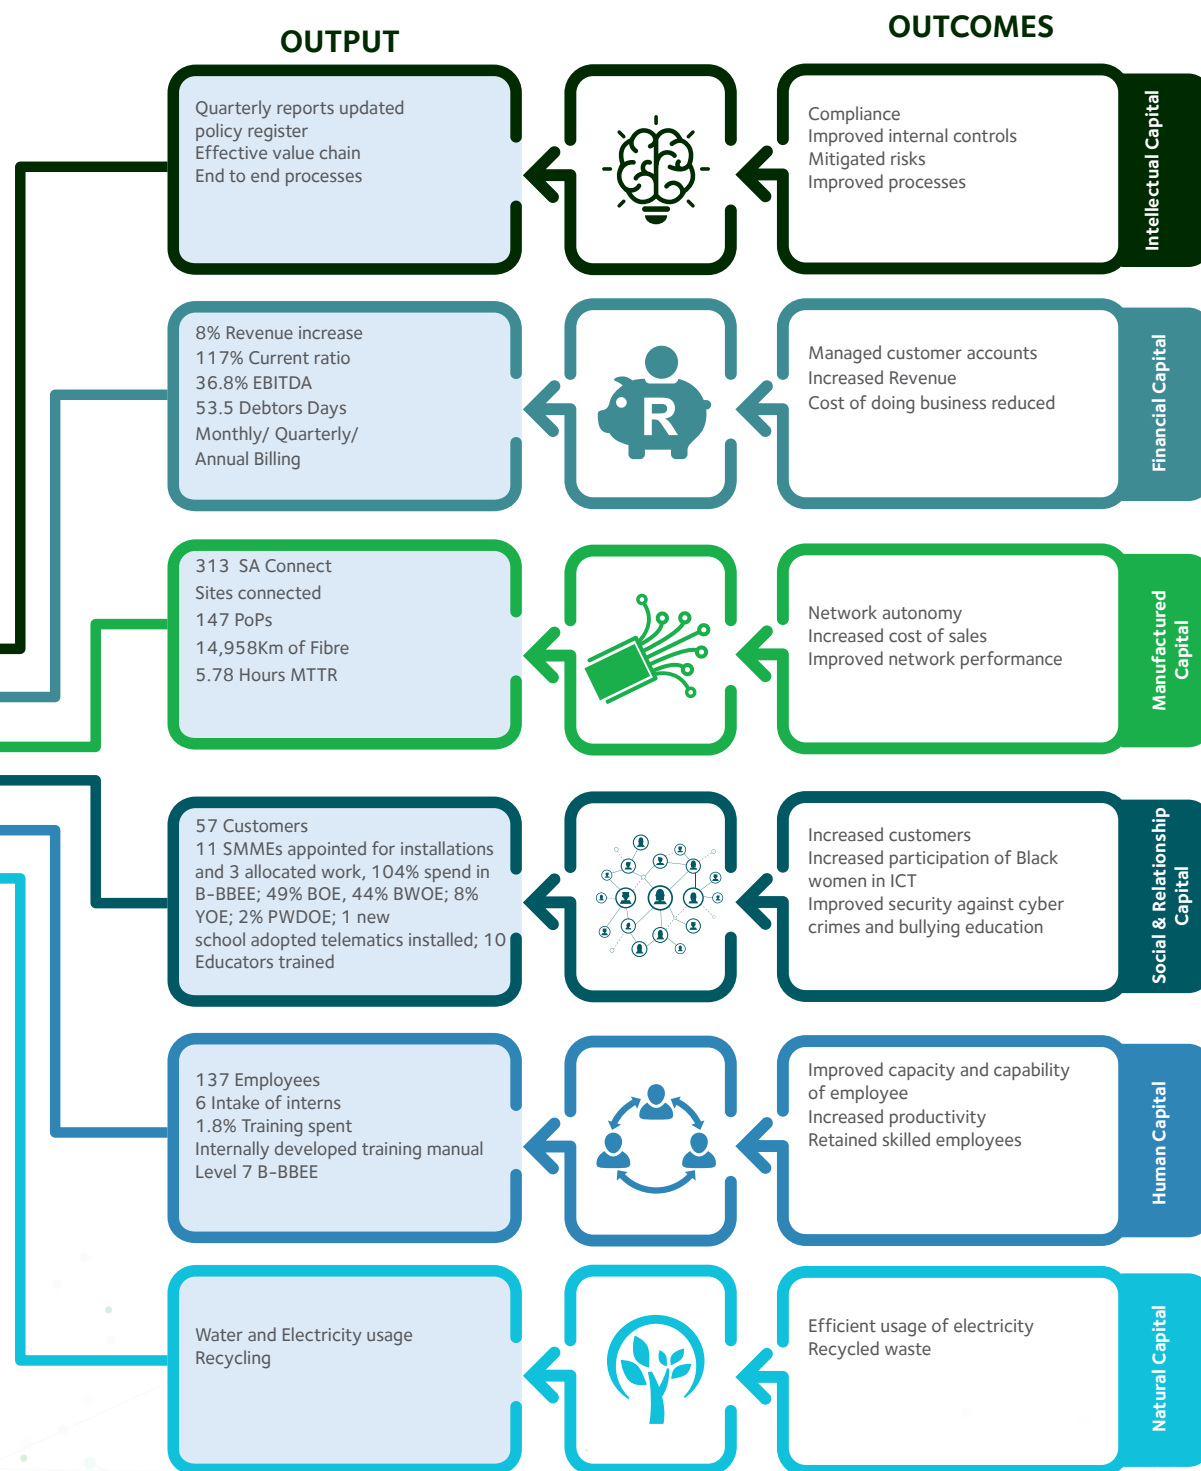 OUTPUT
OUTCOMES
Quarterly reports updated
policy register
Effective value chain
End to end processes
Compliance
Improved internal controls
Mitigated risks
Improved processes
Intellectual Capital
8% Revenue increase
117% Current ratio
36.8% EBITDA
53.5 Debtors Days
Monthly/ Quarterly/
Annual Billing
R
Managed customer accounts
Increased Revenue
Cost of doing business reduced
Financial Capital
313 SA Connect
Sites connected
147 PoPs
14,958Km of Fibre
5.78 Hours MTTR
Network autonomy
Increased cost of sales
Improved network performance
Manufactured
Capital
57 Customers
11 SMMEs appointed for installations
and 3 allocated work, 104% spend in
B-BBEE; 49% BOE, 44% BWOE; 8%
YOE; 2% PWDOE; 1 new
school adopted telematics installed; 10
Educators trained
Increased customers
Increased participation of Black
women in ICT
Improved security against cyber
crimes and bullying education
Social & Relationship
Capital
137 Employees
6 Intake of interns
1.8% Training spent
Internally developed training manual
Level 7 B-BBEE
Improved capacity and capability
of employee
Increased productivity
Retained skilled employees
Human Capital
Water and Electricity usage
Recycling
Efficient usage of electricity
Recycled waste
Natural Capital